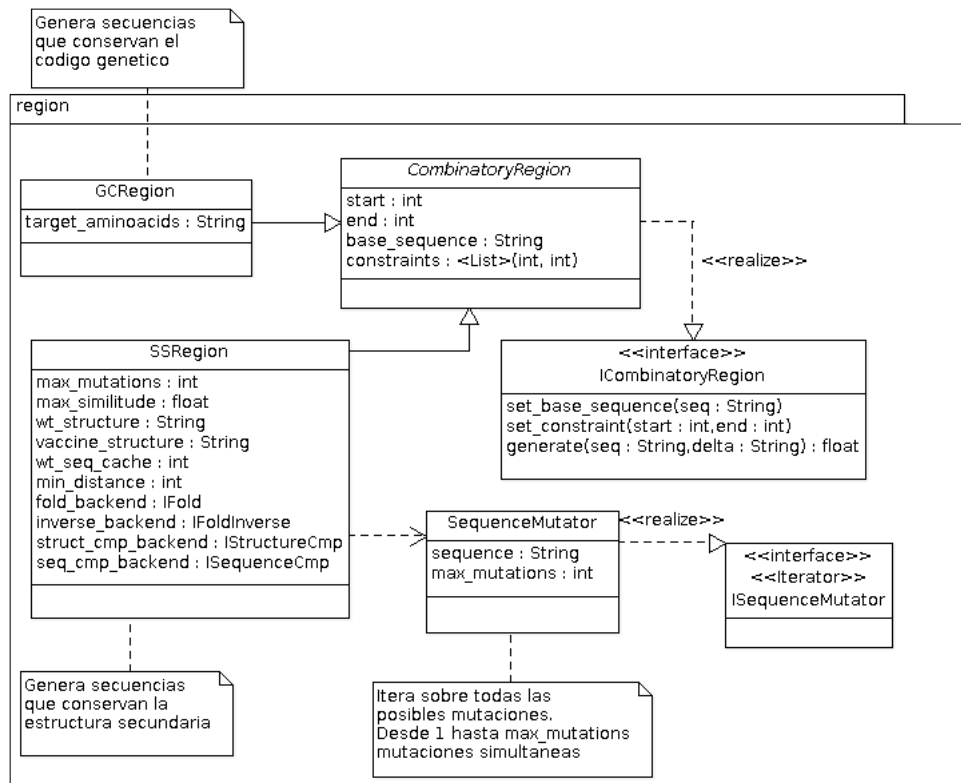 Genera secuencias
que conservan el
codigo genetico
region
GCRegion
target_aminoacids : String
CombinatoryRegion
start : int
end : int
base_sequence : String
constraints : <List>(int, int)
<<realize>>
SSRegion
max_mutations : int
max_similitude : float
wt_structure : String
vaccine_structure : String
wt_seq_cache : int
min_distance : int
fold_backend : IFold
inverse_backend : IFoldInverse
struct_cmp_backend : IStructureCmp
seq_cmp_backend : ISequenceCmp
<<interface>>
ICombinatoryRegion
set_base_sequence(seq : String)
set_constraint(start : int,end : int)
generate(seq : String,delta : String) : float
SequenceMutator
sequence : String
max_mutations : int
<<realize>>
<<interface>>
<<Iterator>>
ISequenceMutator
Genera secuencias
que conservan la
estructura secundaria
Itera sobre todas las
posibles mutaciones.
Desde 1 hasta max_mutations
mutaciones simultaneas